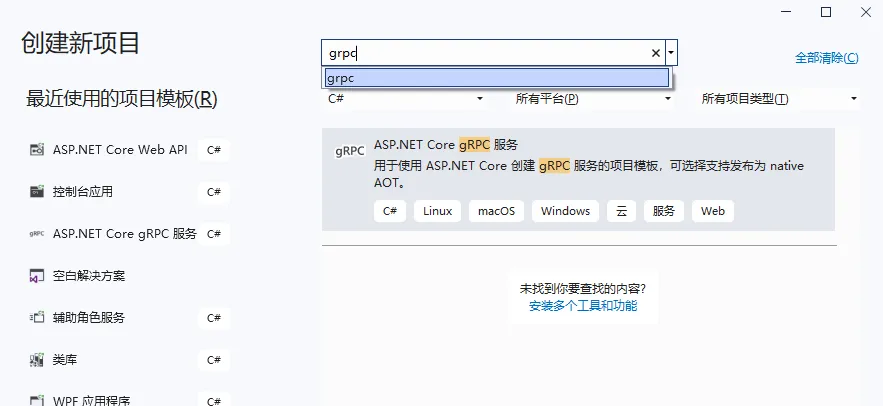 创建新项目
grpc
全部清除(C)
grpc
最近使用的项目模板(R)
C#
所有平台(P)
所有项目类型(T)
ASP.NET Core Web API C#
控制台应用 C#
gRPC ASP.NET Core gRPC 服务 C#
空白解决方案
辅助角色服务 C#
类库 C#
WPF 应用程序 C#
gRPC
ASP.NET Core gRPC 服务
用于使用 ASP.NET Core 创建 gRPC 服务的项目模板，可选择支持发布为 native
AOT。
C# Linux macOS Windows 云 服务 Web
未找到你要查找的内容?
安装多个工具和功能